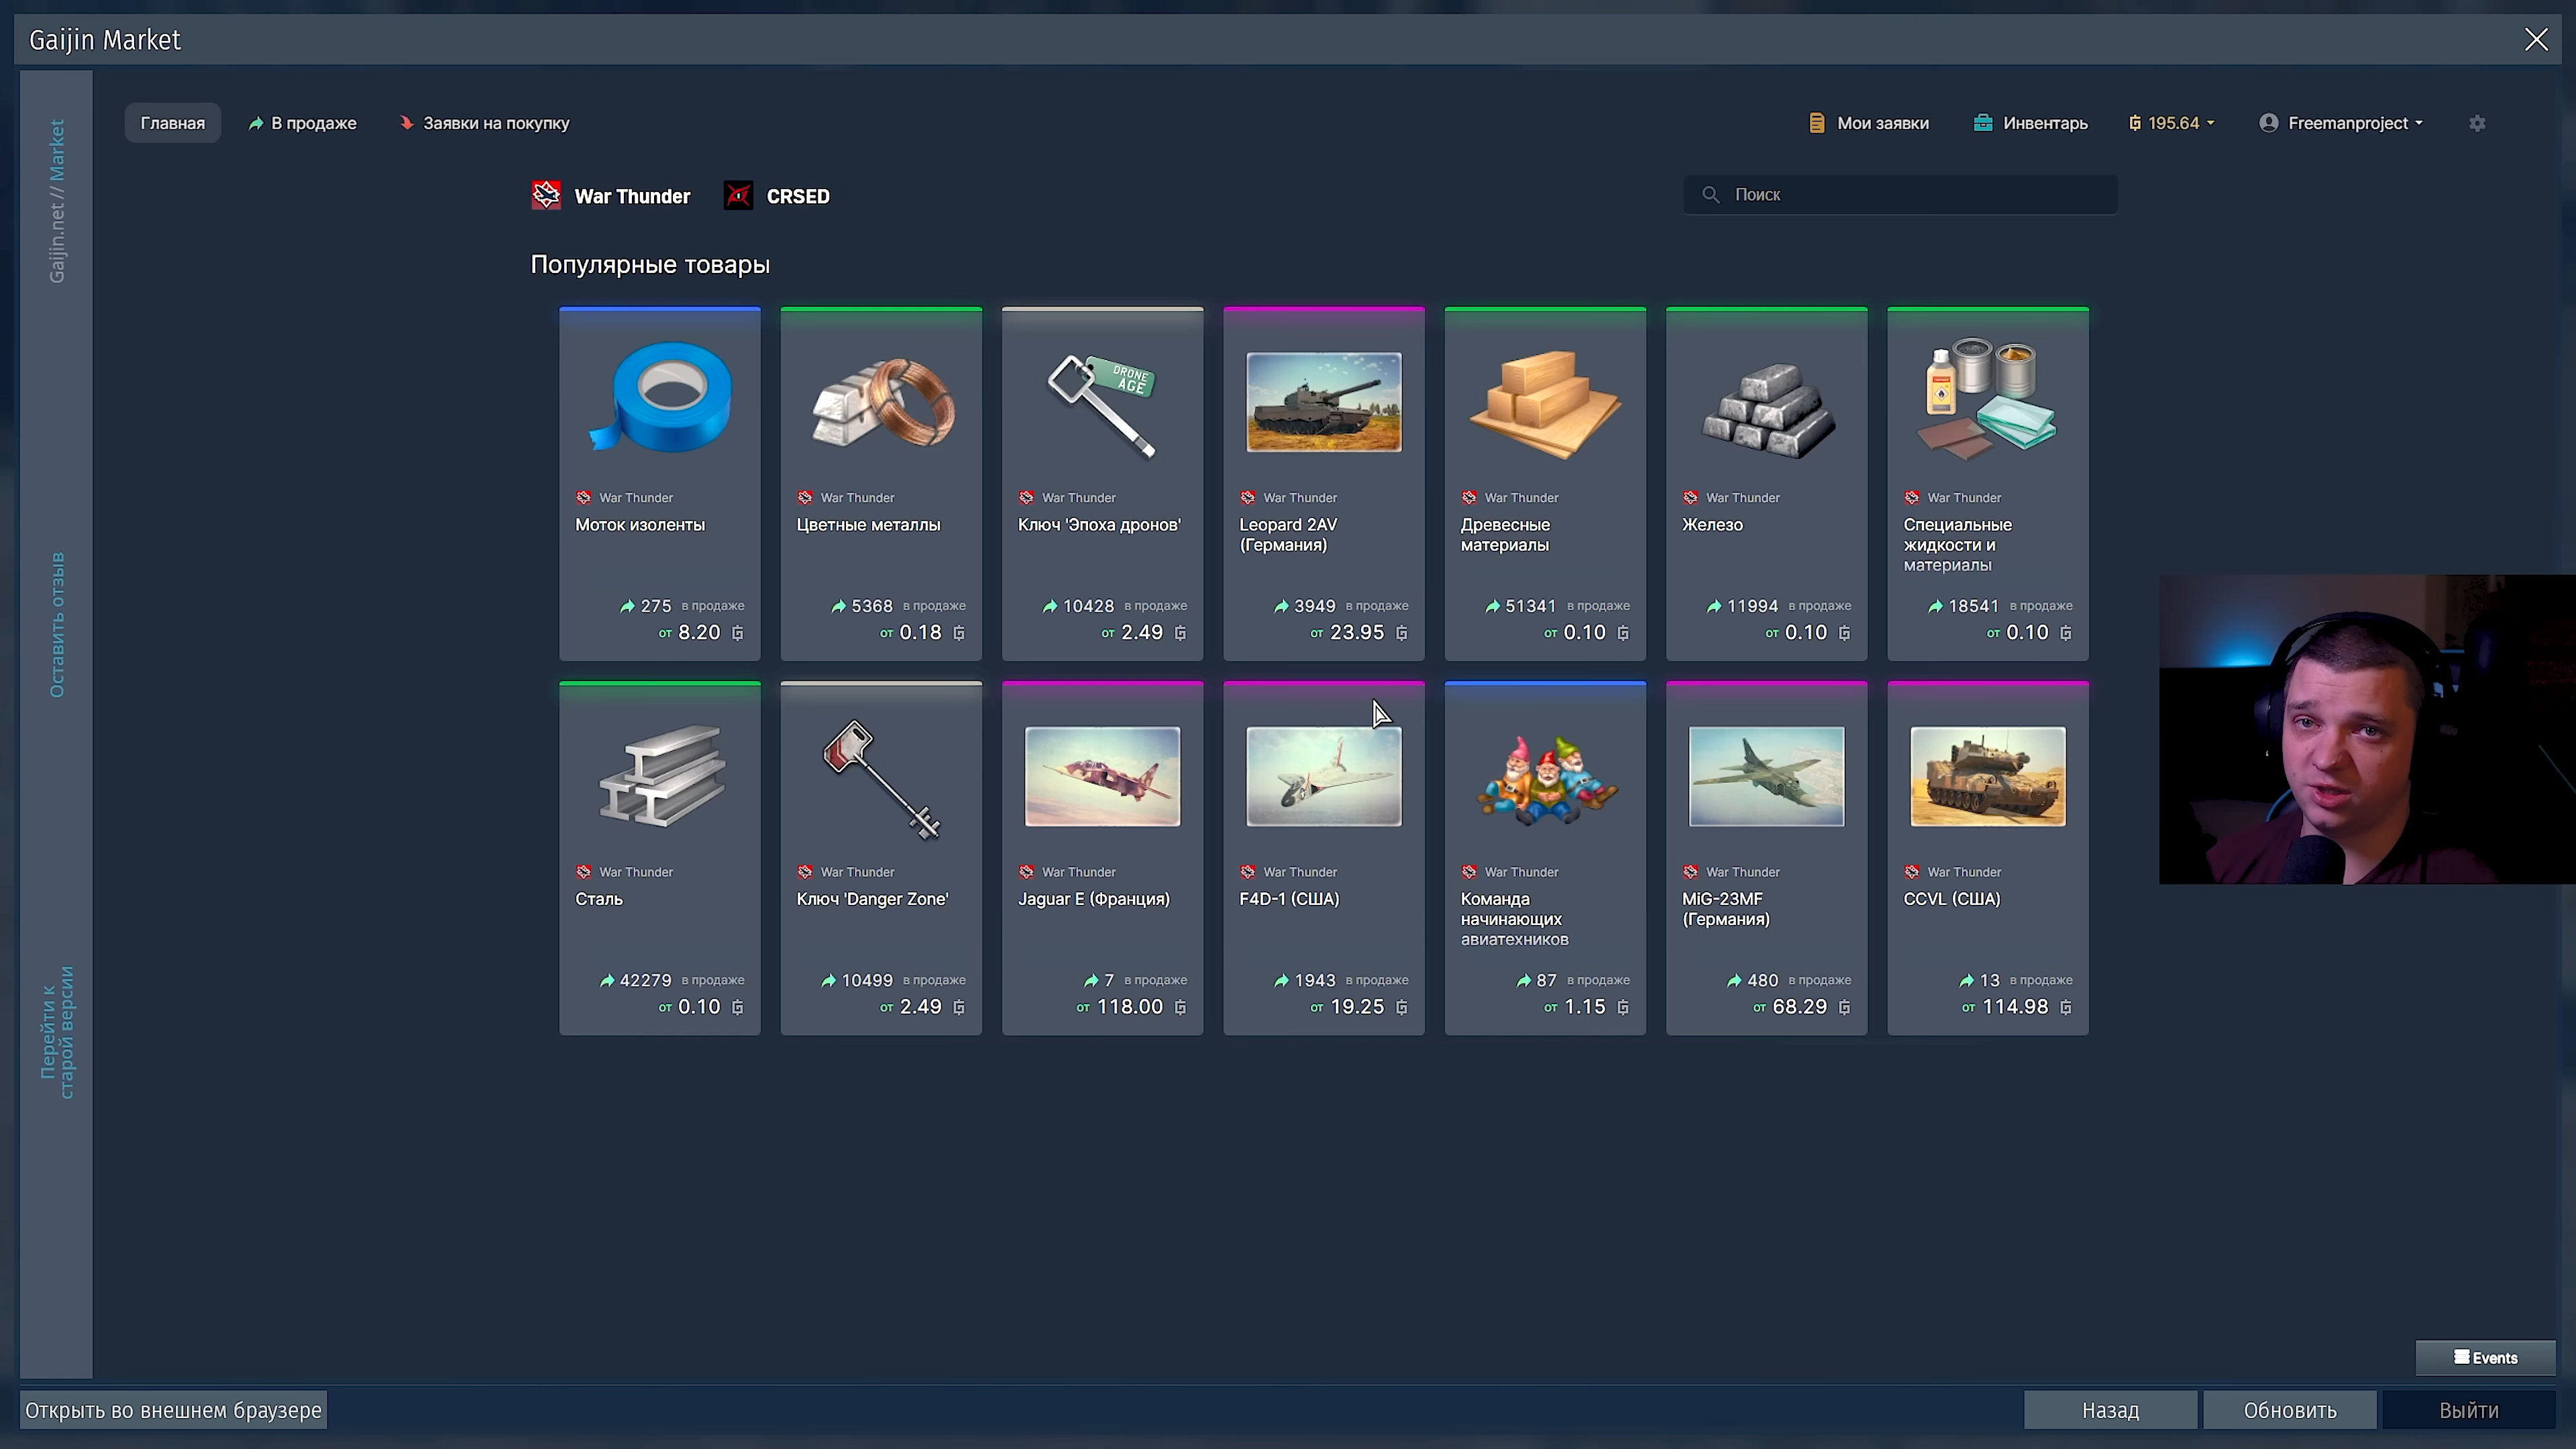 Gaijin Market
Gaijin.net // Market
Оставить отзыв
Перейти к
старой версии
Главная
В продаже
Заявки на покупку
Мои заявки
Инвентарь
195.64
Freemanproject
War Thunder
CRSED
Поиск
Популярные товары
DRONE
AGE
War Thunder
Моток изоленты
275 в продаже
от 8.20
War Thunder
Цветные металлы
5368 в продаже
от 0.18
War Thunder
Ключ 'Эпоха дронов'
10428 в продаже
от 2.49
War Thunder
Leopard 2AV
(Германия)
3949 в продаже
от 23.95
War Thunder
Древесные
материалы
51341 в продаже
от 0.10
War Thunder
Железо
11994 в продаже
от 0.10
War Thunder
Специальные
жидкости и
материалы
18541 в продаже
от 0.10
War Thunder
Сталь
42279 в продаже
от 0.10
War Thunder
Ключ 'Danger Zone'
10499 в продаже
от 2.49
War Thunder
Jaguar E (Франция)
7 в продаже
от 118.00
War Thunder
F4D-1 (США)
1943 в продаже
от 19.25
War Thunder
Команда
начинающих
авиатехников
87 в продаже
от 1.15
War Thunder
MiG-23MF
(Германия)
480 в продаже
от 68.29
War Thunder
CCVL (США)
13 в продаже
от 114.98
Events
Открыть во внешнем браузере
Назад
Обновить
Выйти